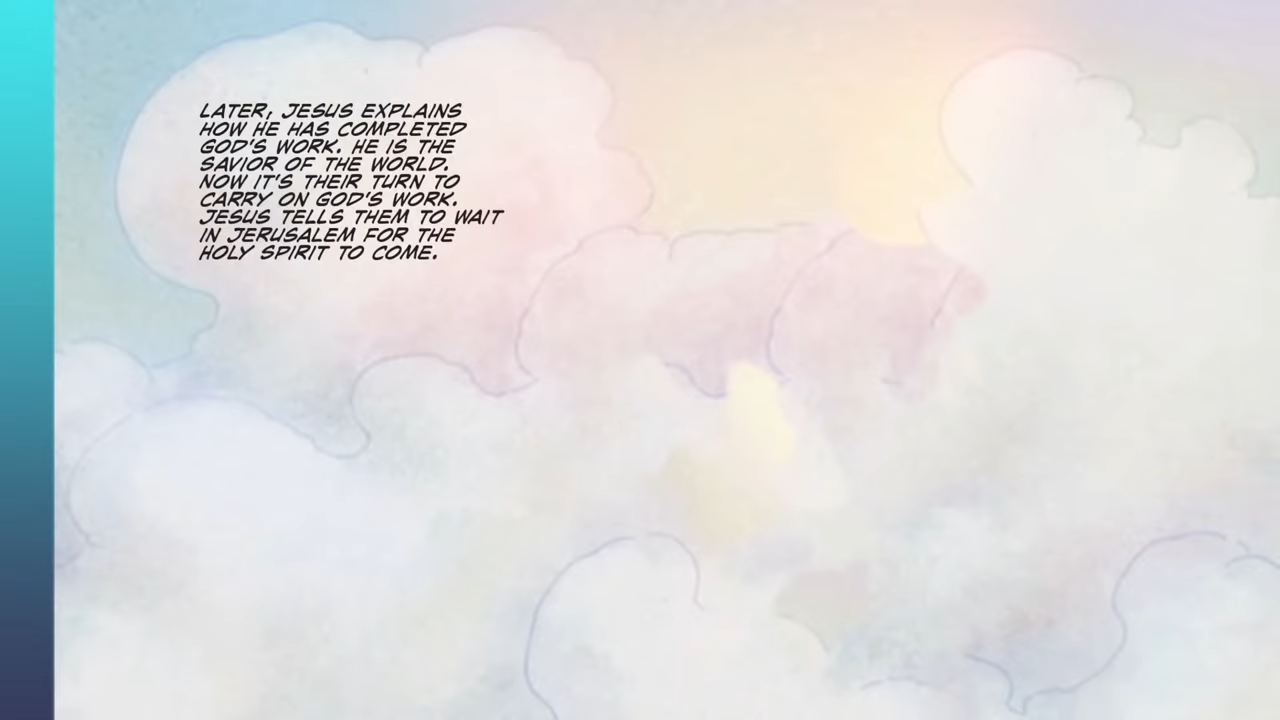 LATER, JESUS EXPLAINS
HOW HE HAS COMPLETED
GOD'S WORK. HE IS THE
SAVIOR OF THE WORLD.
NOW IT'S THEIR TURN TO
CARRY ON GOD'S WORK.
JESUS TELLS THEM TO WAIT
IN JERUSALEM FOR THE
HOLY SPIRIT TO COME.